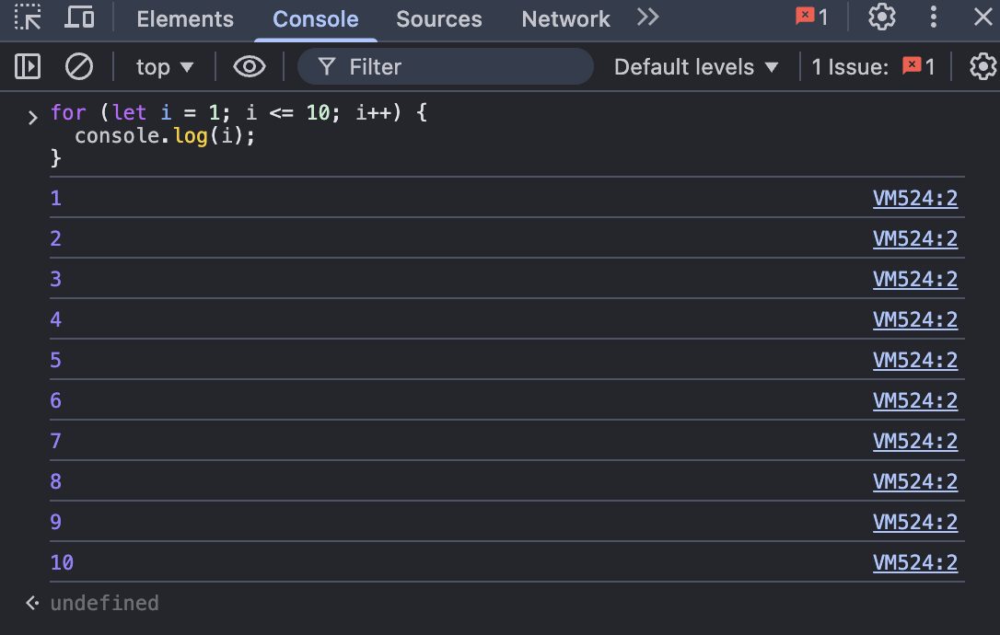 Elements Console Sources Network 1
top Filter Default levels 1 Issue: 1
for (let i = 1; i <= 10; i++) {
  console.log(i);
}
1 VM524:2
2 VM524:2
3 VM524:2
4 VM524:2
5 VM524:2
6 VM524:2
7 VM524:2
8 VM524:2
9 VM524:2
10 VM524:2
undefined